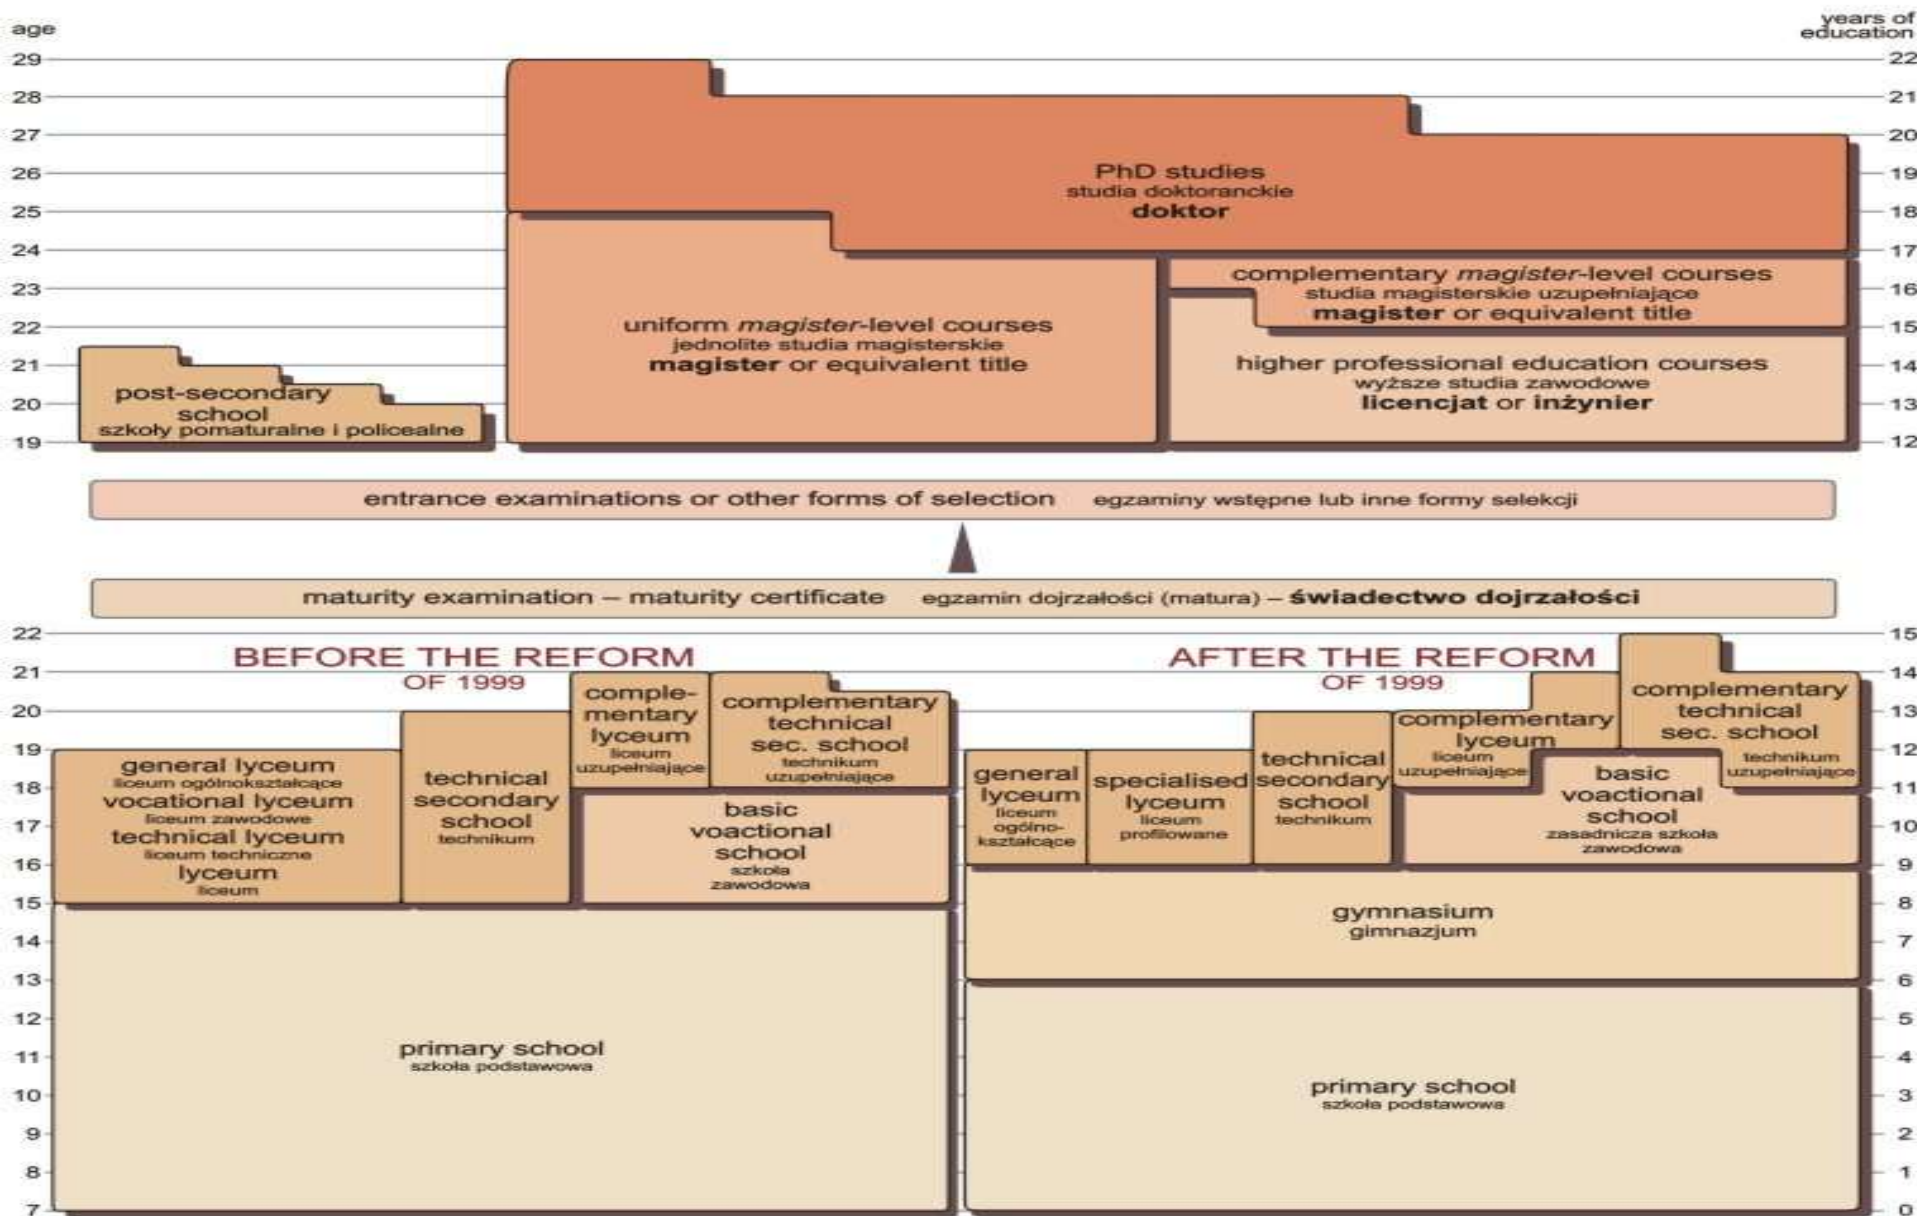 age
years of
education
29
22
28
21
27
20
26
19
25
18
24
17
23
16
22
15
21
14
20
13
19
12
PhD studies
studia doktoranckie
doktor
complementary magister-level courses
studia magisterskie uzupełniające
magister or equivalent title
uniform magister-level courses
jednolite studia magisterskie
magister or equivalent title
higher professional education courses
wyższe studia zawodowe
licencjat or inżynier
post-secondary
school
szkoły pomaturalne i policealne
entrance examinations or other forms of selection egzaminy wstępne lub inne formy selekcji
maturity examination – maturity certificate egzamin dojrzałości (matura) – świadectwo dojrzałości
22
15
21
14
20
13
19
12
18
11
17
10
16
9
15
8
14
7
13
6
12
5
11
4
10
3
9
2
8
1
7
0
BEFORE THE REFORM
OF 1999
general lyceum
liceum ogólnokształcące
vocational lyceum
liceum zawodowe
technical lyceum
liceum techniczne
lyceum
liceum
technical
secondary
school
technikum
comple-
mentary
lyceum
liceum
uzupełniające
complementary
technical
sec. school
technikum
uzupełniające
basic
voactional
school
szkoła
zawodowa
primary school
szkoła podstawowa
AFTER THE REFORM
OF 1999
general
lyceum
liceum
ogólno-
kształcące
specialised
lyceum
liceum
profilowane
technical
secondary
school
technikum
complementary
lyceum
liceum
uzupełniające
complementary
technical
sec. school
technikum
uzupełniające
basic
voactional
school
zasadnicza szkoła
zawodowa
gymnasium
gimnazjum
primary school
szkoła podstawowa